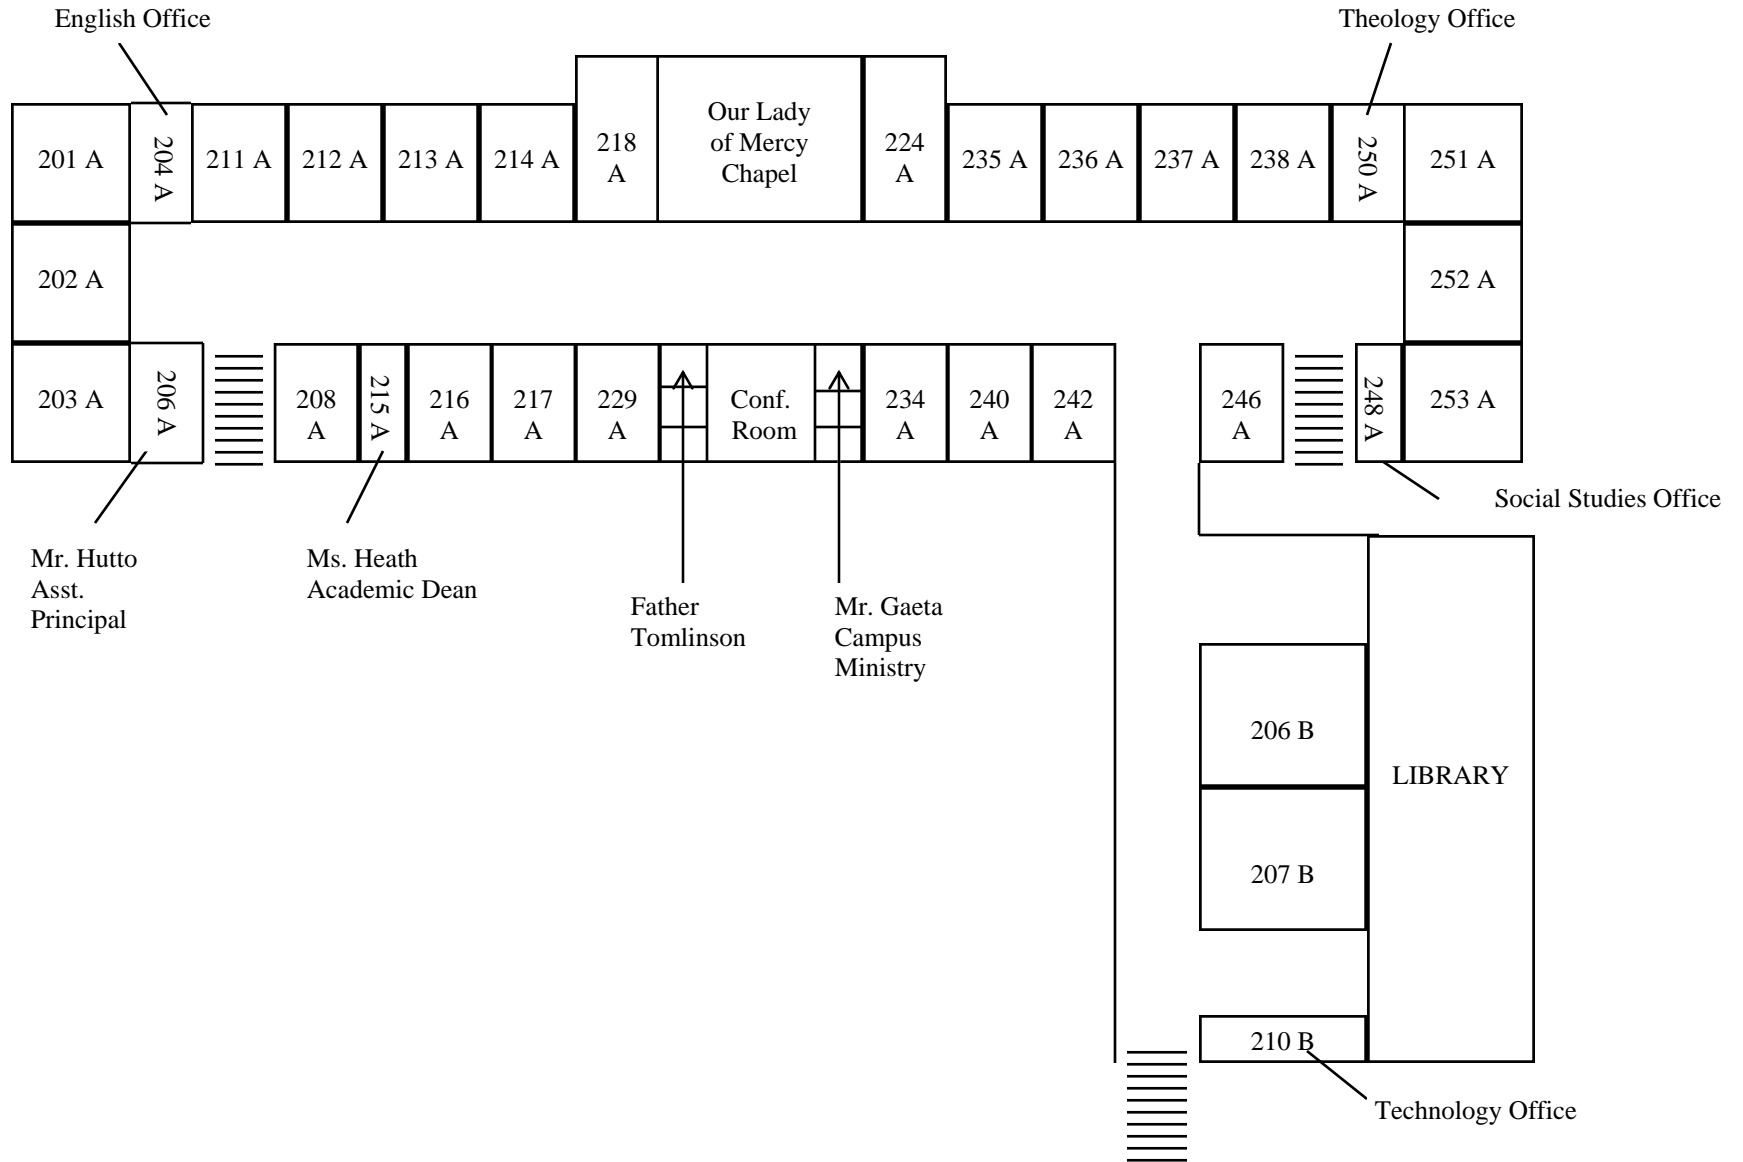 English Office
Theology Office
201 A
204 A
211 A
212 A
213 A
214 A
218
A
Our Lady
of Mercy
Chapel
224
A
235 A
236 A
237 A
238 A
250 A
251 A
202 A
252 A
203 A
206 A
208
A
215 A
216
A
217
A
229
A
Conf.
Room
234
A
240
A
242
A
246
A
248 A
253 A
Social Studies Office
Mr. Hutto
Asst.
Principal
Ms. Heath
Academic Dean
Father
Tomlinson
Mr. Gaeta
Campus
Ministry
206 B
LIBRARY
207 B
210 B
Technology Office